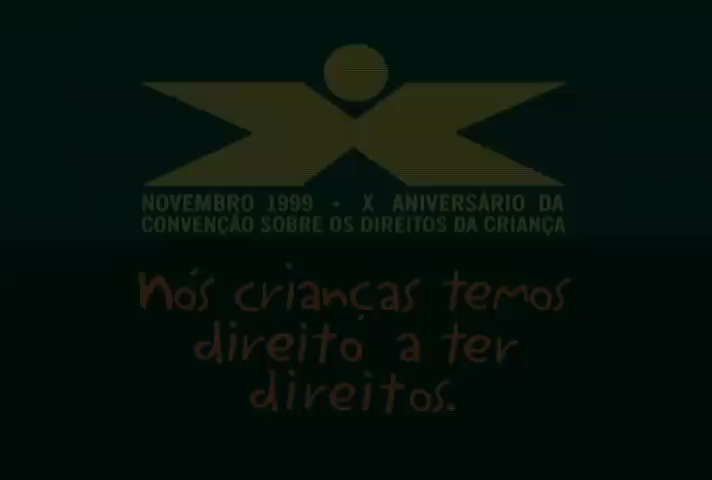 NOVEMBRO 1999 - X ANIVERSÁRIO DA
CONVENÇÃO SOBRE OS DIREITOS DA CRIANÇA
Nós crianças temos
direito a ter
direitos.